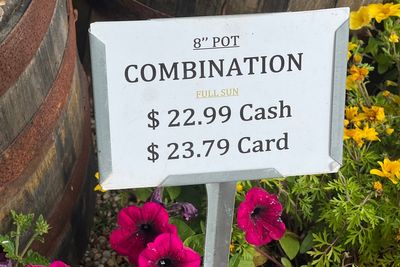 8" POT
COMBINATION
FULL SUN
$ 22.99 Cash
$ 23.79 Card